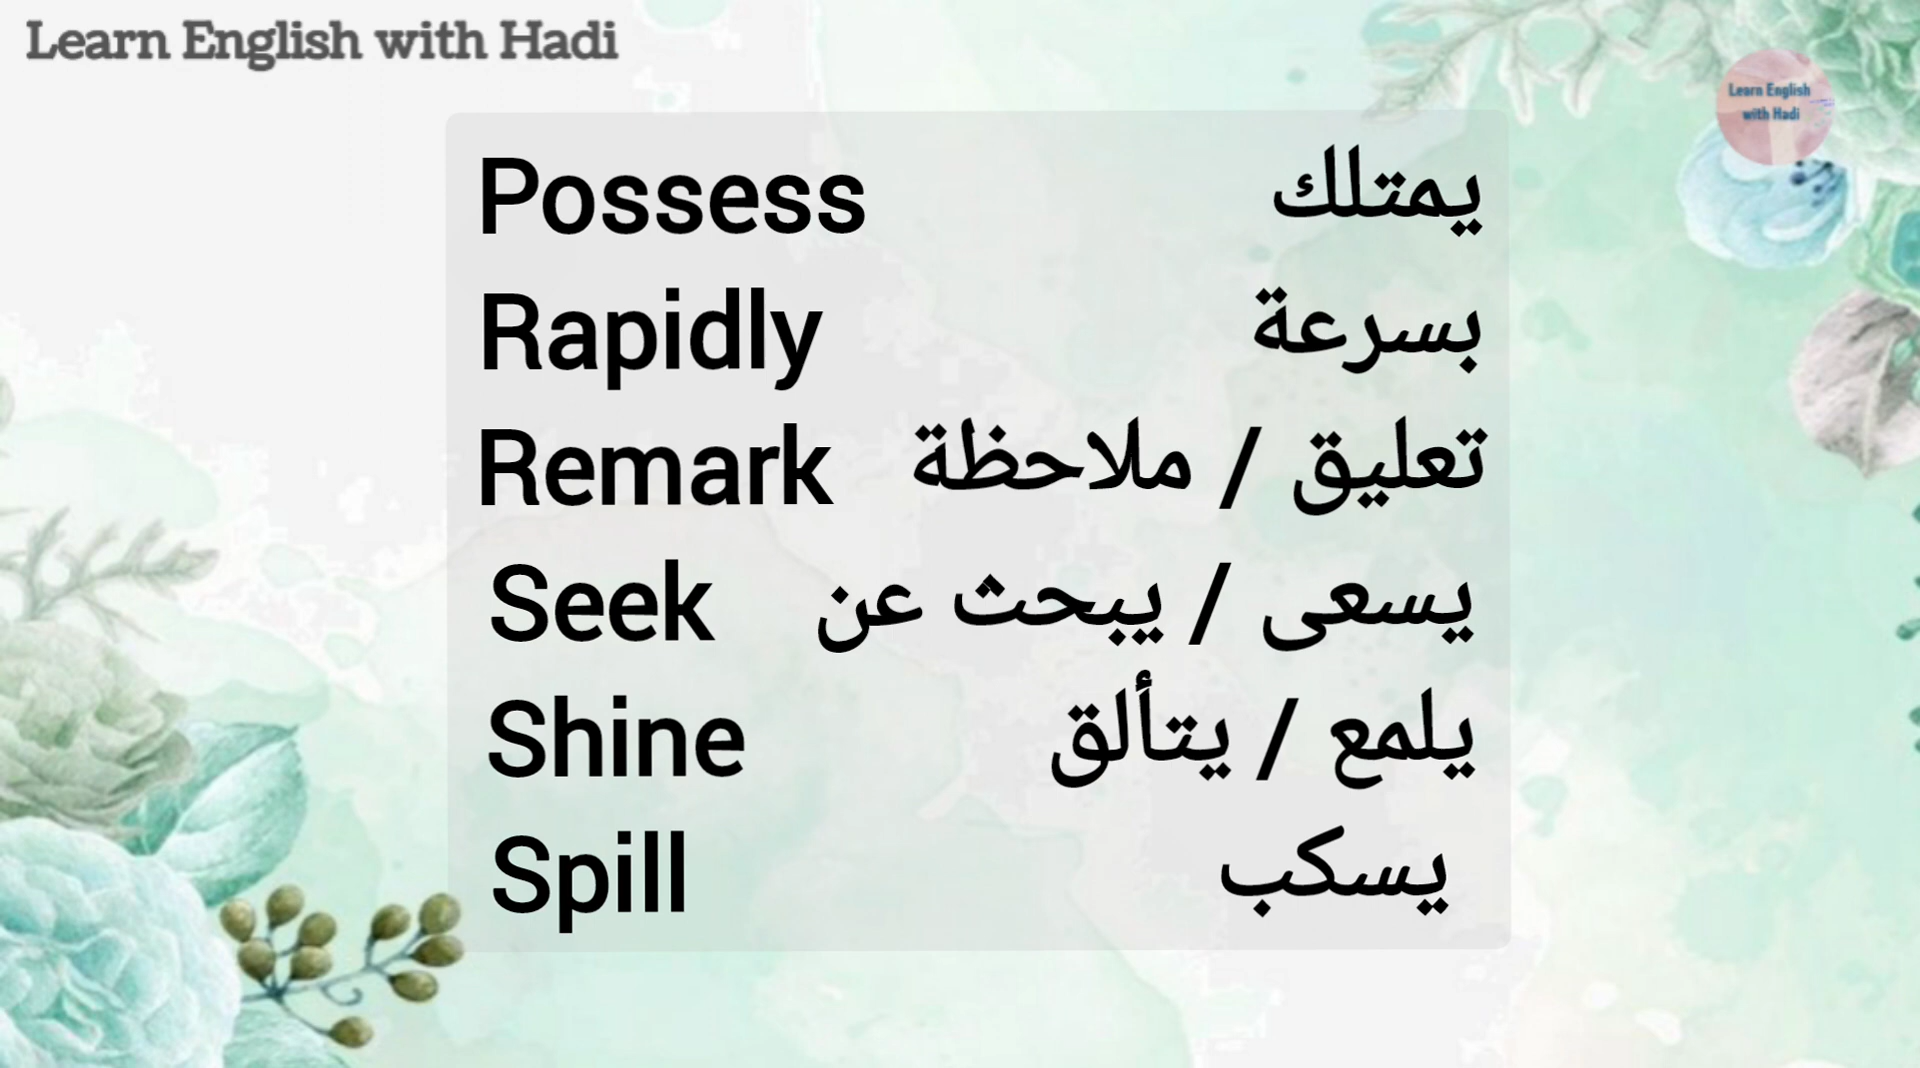 Learn English with Hadi
Learn English
with Hadi
Possess يمتلك
Rapidly بسرعة
Remark تعليق / ملاحظة
Seek يسعى / يبحث عن
Shine يلمع / يتألق
Spill يسكب